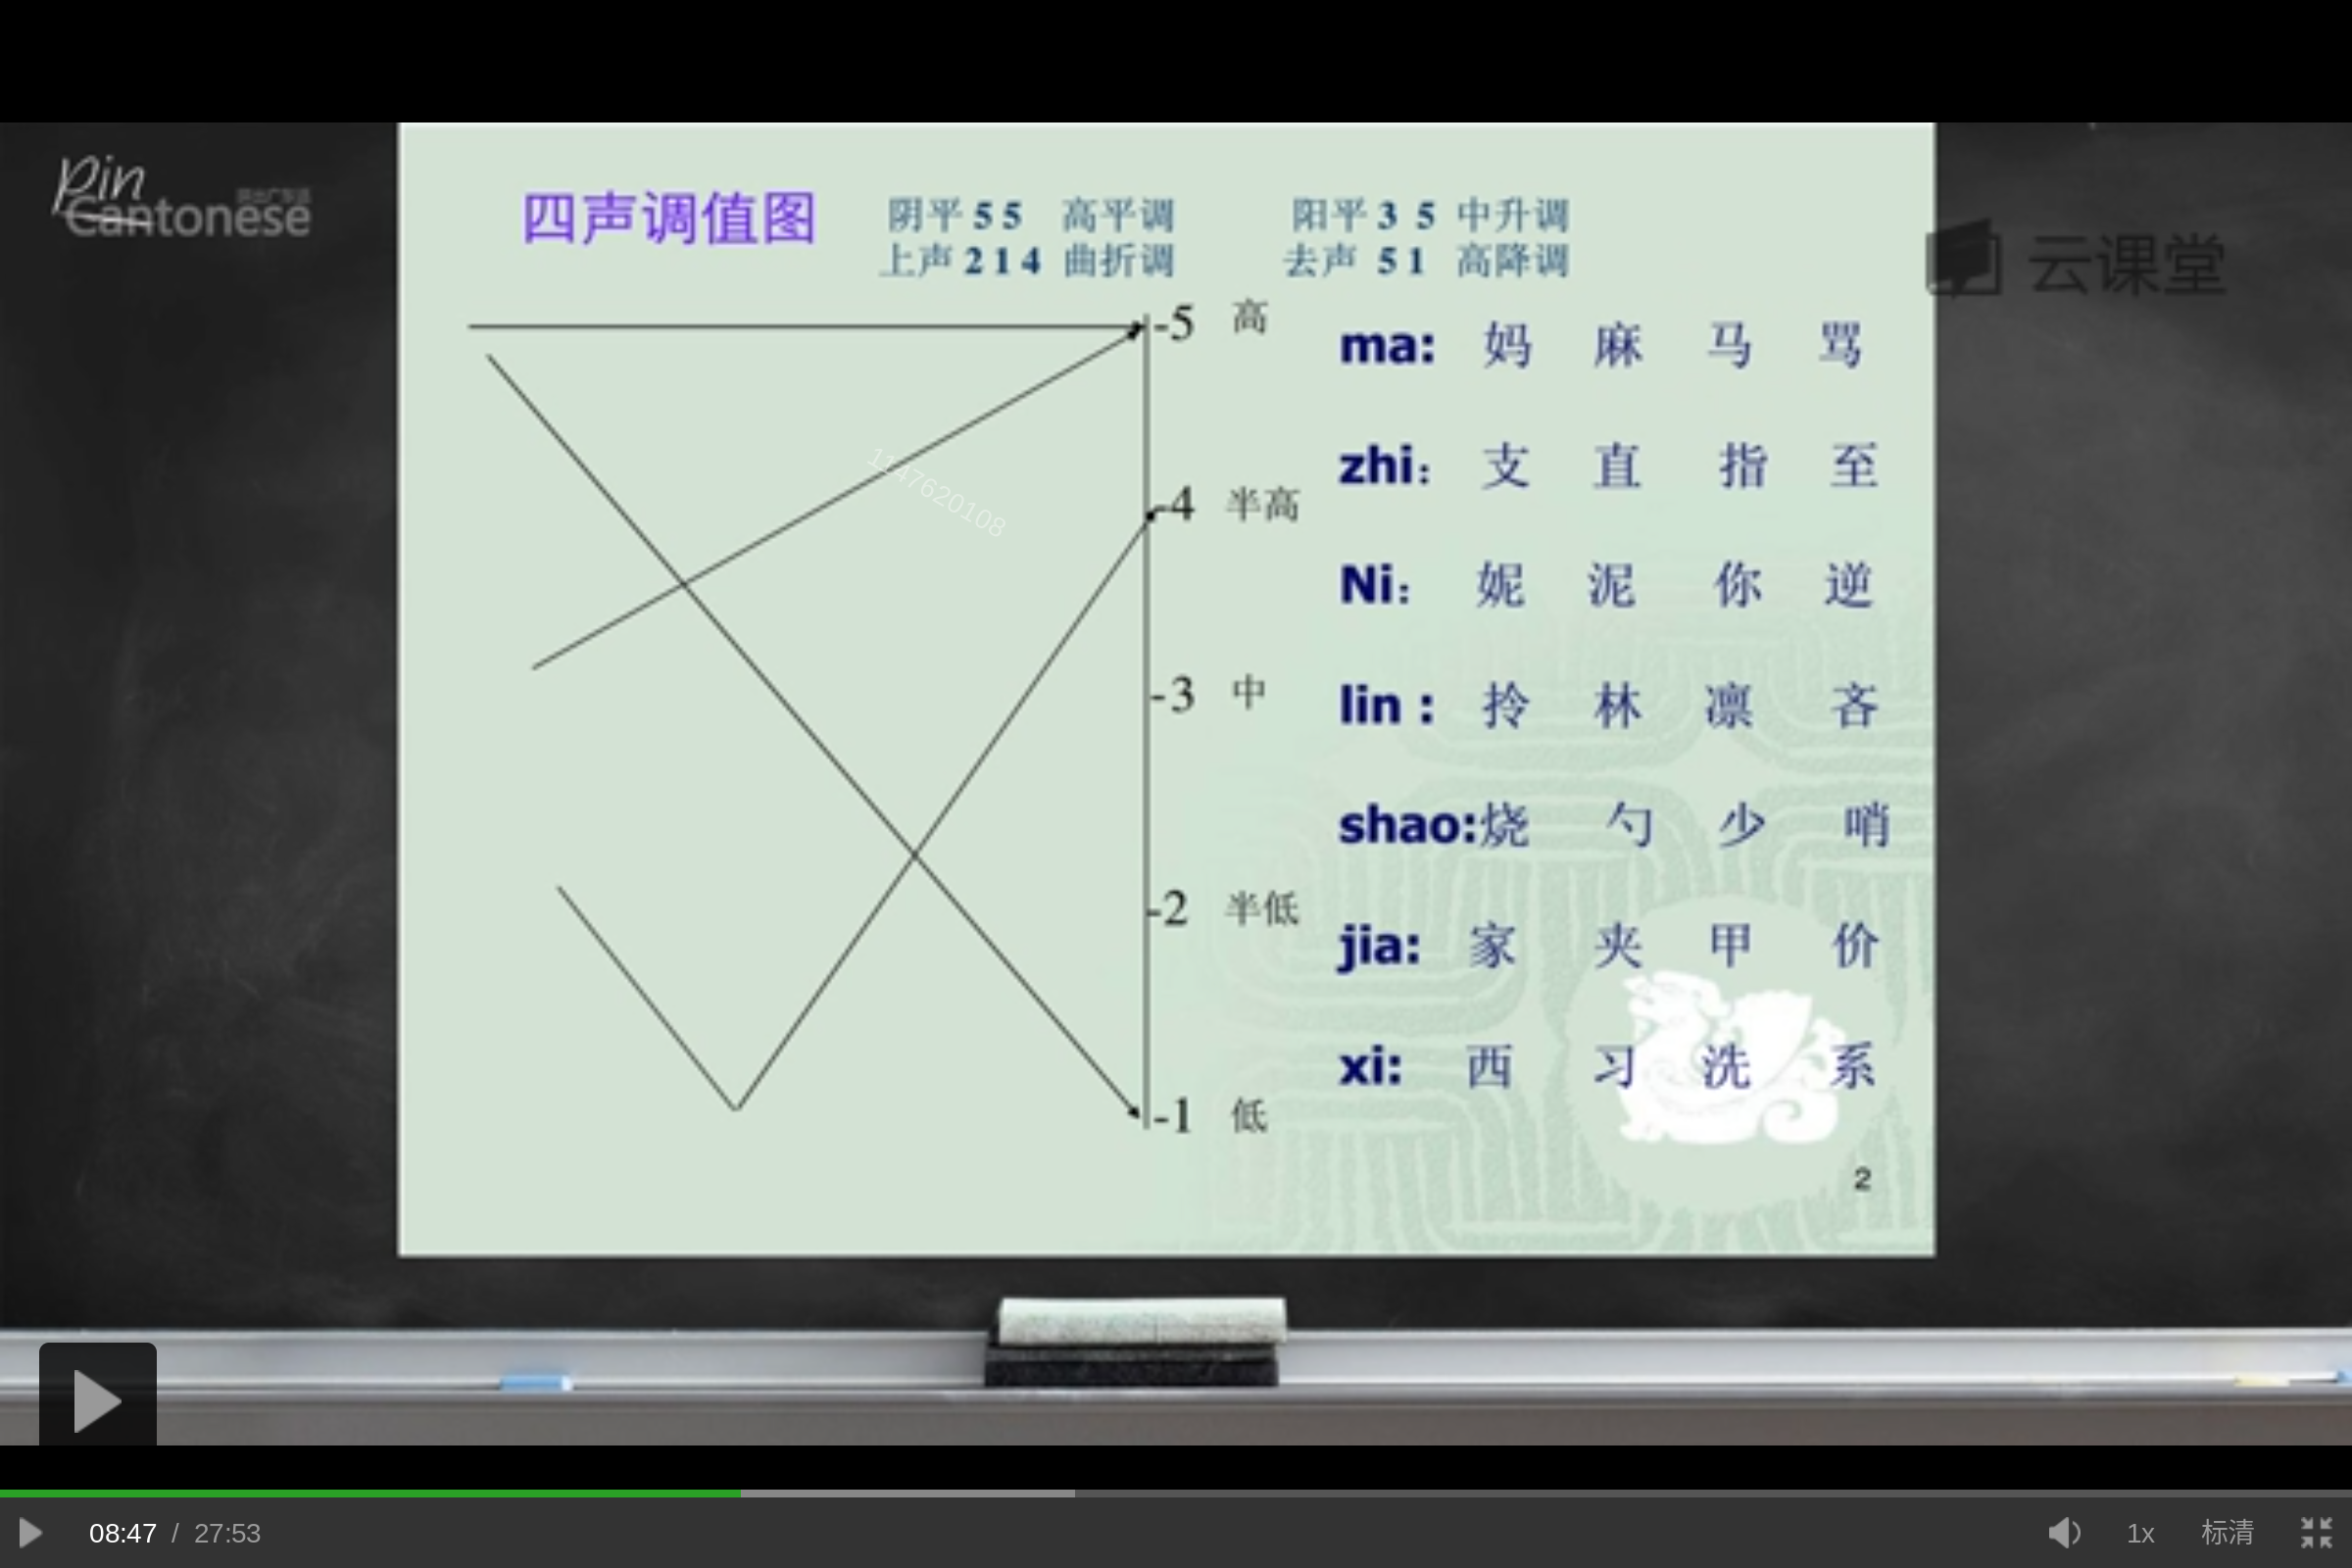 Pin
Cantonese
云课堂
四声调值图
阴平 5 5 高平调 阳平 3 5 中升调
上声 2 1 4 曲折调 去声 5 1 高降调
-5 高
-4 半高
-3 中
-2 半低
-1 低
ma: 妈 麻 马 骂
zhi: 支 直 指 至
Ni: 妮 泥 你 逆
lin : 拎 林 凛 吝
shao:烧 勺 少 哨
jia: 家 夹 甲 价
xi: 西 习 洗 系
1147620108
2
08:47 / 27:53
1x 标清